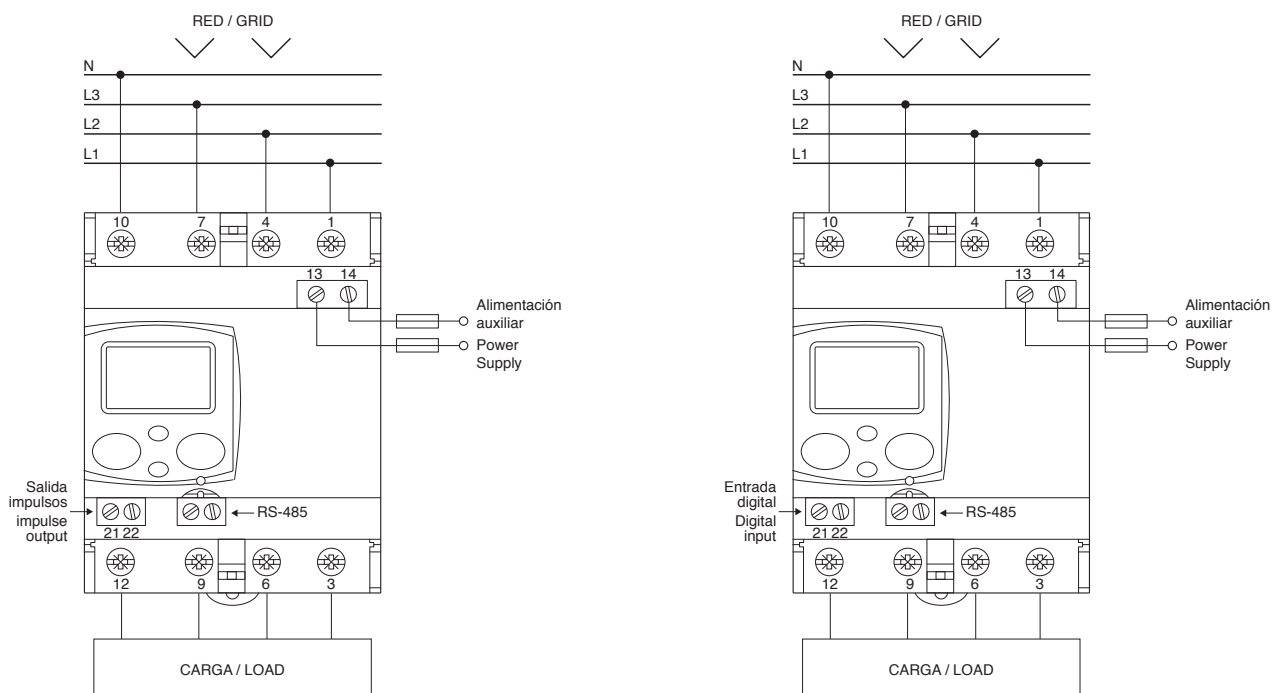 RED / GRID
N
L3
L2
L1
10
7
4
1
13
14
Alimentación
auxiliar
Power
Supply
Salida
impulsos
impulse
output
21 22
RS-485
12
9
6
3
CARGA / LOAD
RED / GRID
N
L3
L2
L1
10
7
4
1
13
14
Alimentación
auxiliar
Power
Supply
Entrada
digital
Digital
input
21 22
RS-485
12
9
6
3
CARGA / LOAD